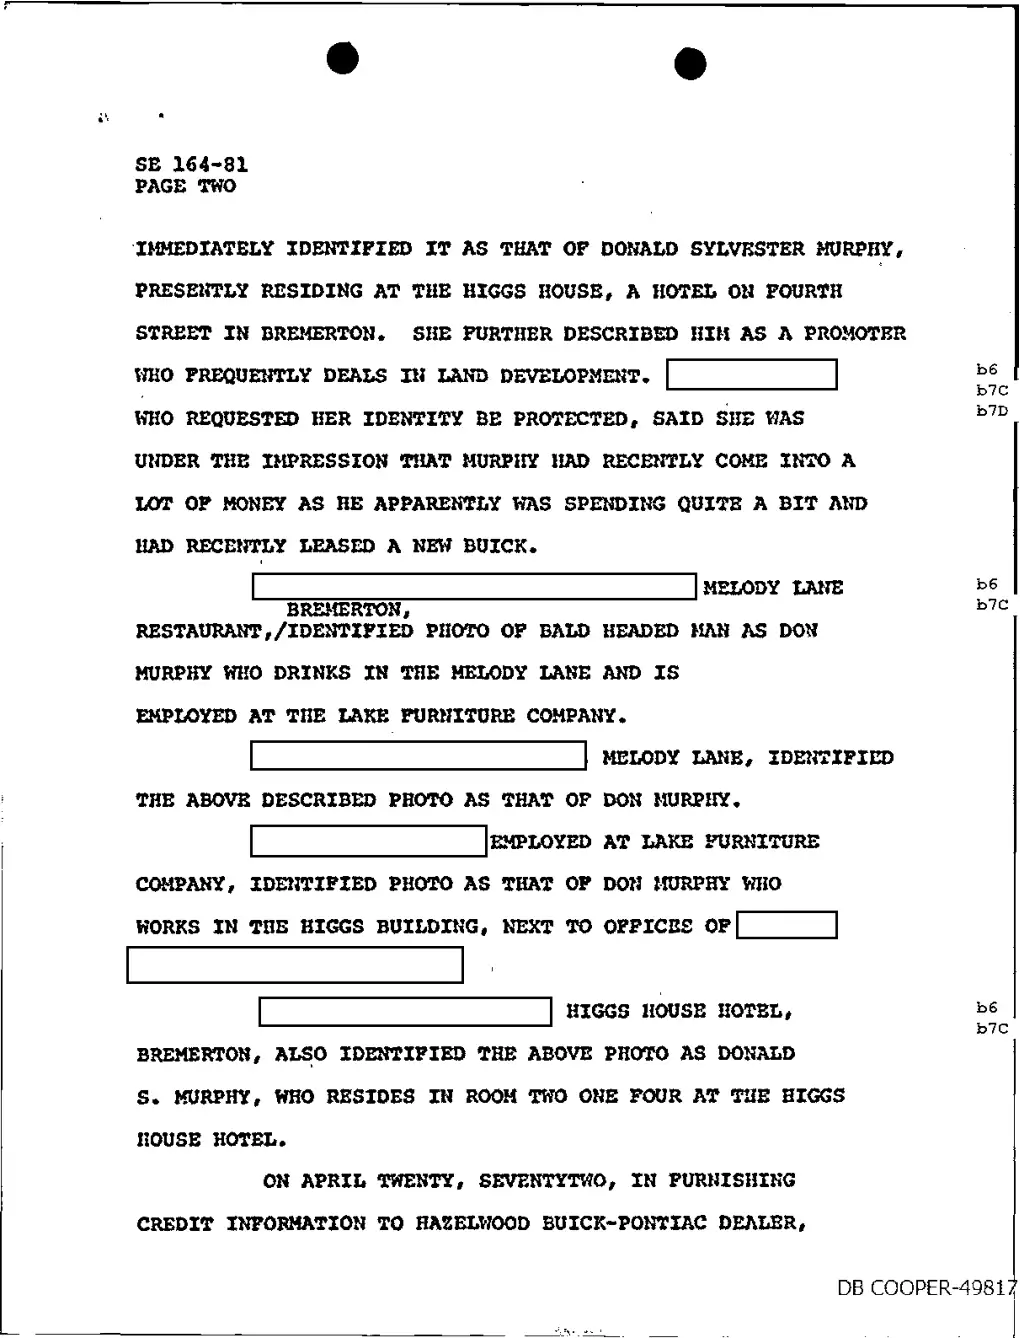 SE 164-81
PAGE TWO
IMMEDIATELY IDENTIFIED IT AS THAT OF DONALD SYLVESTER MURPHY,
PRESENTLY RESIDING AT THE HIGGS HOUSE, A HOTEL ON FOURTH
STREET IN BREMERTON. SHE FURTHER DESCRIBED HIM AS A PROMOTER
WHO FREQUENTLY DEALS IN LAND DEVELOPMENT.
b6
b7C
b7D
WHO REQUESTED HER IDENTITY BE PROTECTED, SAID SHE WAS
UNDER THE IMPRESSION THAT MURPHY HAD RECENTLY COME INTO A
LOT OF MONEY AS HE APPARENTLY WAS SPENDING QUITE A BIT AND
HAD RECENTLY LEASED A NEW BUICK.
MELODY LANE
b6
b7C
BREMERTON,
RESTAURANT,/IDENTIFIED PHOTO OF BALD HEADED MAN AS DON
MURPHY WHO DRINKS IN THE MELODY LANE AND IS
EMPLOYED AT THE LAKE FURNITURE COMPANY.
MELODY LANE, IDENTIFIED
THE ABOVE DESCRIBED PHOTO AS THAT OF DON MURPHY.
EMPLOYED AT LAKE FURNITURE
COMPANY, IDENTIFIED PHOTO AS THAT OF DON MURPHY WHO
WORKS IN THE HIGGS BUILDING, NEXT TO OFFICES OF
HIGGS HOUSE HOTEL,
b6
b7C
BREMERTON, ALSO IDENTIFIED THE ABOVE PHOTO AS DONALD
S. MURPHY, WHO RESIDES IN ROOM TWO ONE FOUR AT THE HIGGS
HOUSE HOTEL.
ON APRIL TWENTY, SEVENTYTWO, IN FURNISHING
CREDIT INFORMATION TO HAZELWOOD BUICK-PONTIAC DEALER,
DB COOPER-49817